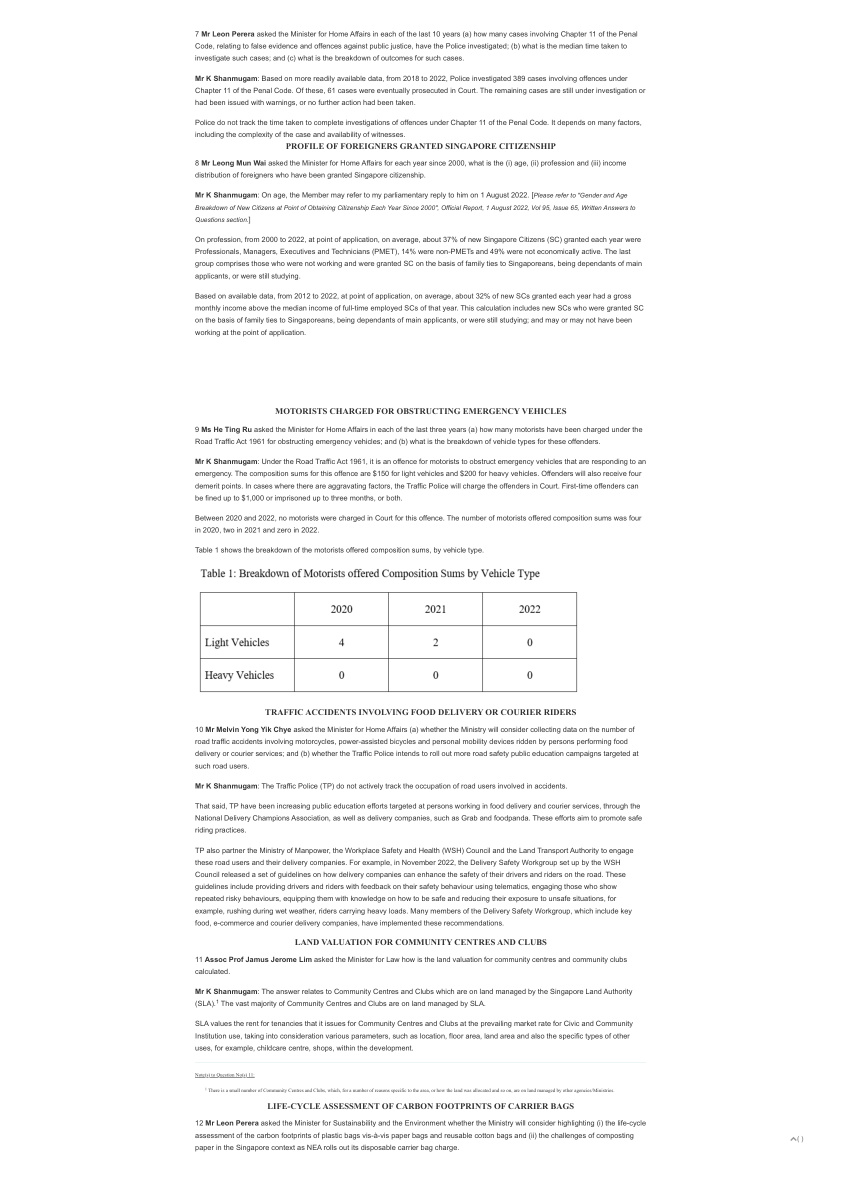 7 Mr Leon Perera asked the Minister for Home Affairs in each of the last 10 years (a) how many cases involving Chapter 11 of the Penal
Code, relating to false evidence and offences against public justice, have the Police investigated; (b) what is the median time taken to
investigate such cases; and (c) what is the breakdown of outcomes for such cases.
Mr K Shanmugam: Based on more readily available data, from 2018 to 2022, Police investigated 389 cases involving offences under
Chapter 11 of the Penal Code. Of these, 61 cases were eventually prosecuted in Court. The remaining cases are still under investigation or
had been issued with warnings, or no further action had been taken.
Police do not track the time taken to complete investigations of offences under Chapter 11 of the Penal Code. It depends on many factors,
including the complexity of the case and availability of witnesses.
PROFILE OF FOREIGNERS GRANTED SINGAPORE CITIZENSHIP
8 Mr Leong Mun Wai asked the Minister for Home Affairs for each year since 2000, what is the (i) age, (ii) profession and (iii) income
distribution of foreigners who have been granted Singapore citizenship.
Mr K Shanmugam: On age, the Member may refer to my parliamentary reply to him on 1 August 2022. [Please refer to "Gender and Age
Breakdown of New Citizens at Point of Obtaining Citizenship Each Year Since 2000", Official Report, 1 August 2022, Vol 95, Issue 65, Written Answers to
Questions section.]
On profession, from 2000 to 2022, at point of application, on average, about 37% of new Singapore Citizens (SC) granted each year were
Professionals, Managers, Executives and Technicians (PMET), 14% were non-PMETs and 49% were not economically active. The last
group comprises those who were not working and were granted SC on the basis of family ties to Singaporeans, being dependants of main
applicants, or were still studying.
Based on available data, from 2012 to 2022, at point of application, on average, about 32% of new SCs granted each year had a gross
monthly income above the median income of full-time employed SCs of that year. This calculation includes new SCs who were granted SC
on the basis of family ties to Singaporeans, being dependants of main applicants, or were still studying; and may or may not have been
working at the point of application.
MOTORISTS CHARGED FOR OBSTRUCTING EMERGENCY VEHICLES
9 Ms He Ting Ru asked the Minister for Home Affairs in each of the last three years (a) how many motorists have been charged under the
Road Traffic Act 1961 for obstructing emergency vehicles; and (b) what is the breakdown of vehicle types for these offenders.
Mr K Shanmugam: Under the Road Traffic Act 1961, it is an offence for motorists to obstruct emergency vehicles that are responding to an
emergency. The composition sums for this offence are $150 for light vehicles and $200 for heavy vehicles. Offenders will also receive four
demerit points. In cases where there are aggravating factors, the Traffic Police will charge the offenders in Court. First-time offenders can
be fined up to $1,000 or imprisoned up to three months, or both.
Between 2020 and 2022, no motorists were charged in Court for this offence. The number of motorists offered composition sums was four
in 2020, two in 2021 and zero in 2022.
Table 1 shows the breakdown of the motorists offered composition sums, by vehicle type.
Table 1: Breakdown of Motorists offered Composition Sums by Vehicle Type
2020 2021 2022
Light Vehicles 4 2 0
Heavy Vehicles 0 0 0
TRAFFIC ACCIDENTS INVOLVING FOOD DELIVERY OR COURIER RIDERS
10 Mr Melvin Yong Yik Chye asked the Minister for Home Affairs (a) whether the Ministry will consider collecting data on the number of
road traffic accidents involving motorcycles, power-assisted bicycles and personal mobility devices ridden by persons performing food
delivery or courier services; and (b) whether the Traffic Police intends to roll out more road safety public education campaigns targeted at
such road users.
Mr K Shanmugam: The Traffic Police (TP) do not actively track the occupation of road users involved in accidents.
That said, TP have been increasing public education efforts targeted at persons working in food delivery and courier services, through the
National Delivery Champions Association, as well as delivery companies, such as Grab and foodpanda. These efforts aim to promote safe
riding practices.
TP also partner the Ministry of Manpower, the Workplace Safety and Health (WSH) Council and the Land Transport Authority to engage
these road users and their delivery companies. For example, in November 2022, the Delivery Safety Workgroup set up by the WSH
Council released a set of guidelines on how delivery companies can enhance the safety of their drivers and riders on the road. These
guidelines include providing drivers and riders with feedback on their safety behaviour using telematics, engaging those who show
repeated risky behaviours, equipping them with knowledge on how to be safe and reducing their exposure to unsafe situations, for
example, rushing during wet weather, riders carrying heavy loads. Many members of the Delivery Safety Workgroup, which include key
food, e-commerce and courier delivery companies, have implemented these recommendations.
LAND VALUATION FOR COMMUNITY CENTRES AND CLUBS
11 Assoc Prof Jamus Jerome Lim asked the Minister for Law how is the land valuation for community centres and community clubs
calculated.
Mr K Shanmugam: The answer relates to Community Centres and Clubs which are on land managed by the Singapore Land Authority
(SLA).1 The vast majority of Community Centres and Clubs are on land managed by SLA.
SLA values the rent for tenancies that it issues for Community Centres and Clubs at the prevailing market rate for Civic and Community
Institution use, taking into consideration various parameters, such as location, floor area, land area and also the specific types of other
uses, for example, childcare centre, shops, within the development.
Note(s) to Question No(s) 11:
1 There is a small number of Community Centres and Clubs, which, for a number of reasons specific to the area, or how the land was allocated and so on, are on land managed by other agencies/Ministries.
LIFE-CYCLE ASSESSMENT OF CARBON FOOTPRINTS OF CARRIER BAGS
12 Mr Leon Perera asked the Minister for Sustainability and the Environment whether the Ministry will consider highlighting (i) the life-cycle
assessment of the carbon footprints of plastic bags vis-à-vis paper bags and reusable cotton bags and (ii) the challenges of composting
paper in the Singapore context as NEA rolls out its disposable carrier bag charge.